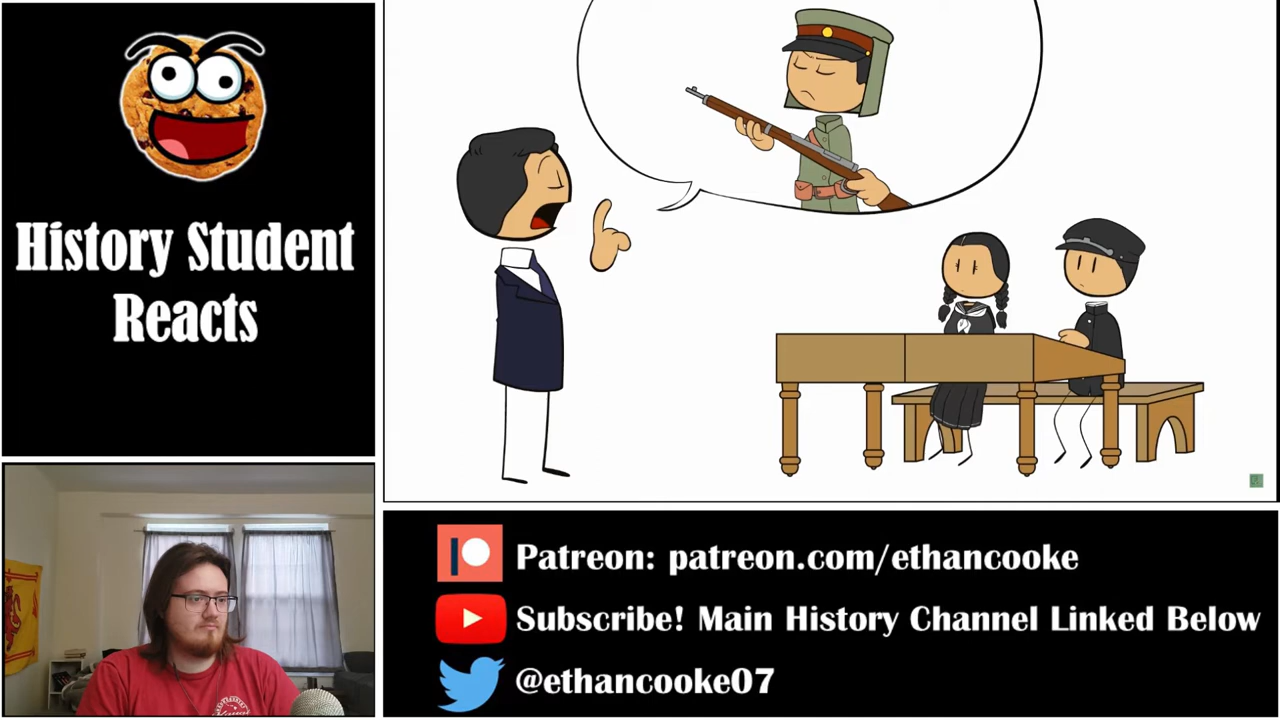 History Student
Reacts
Patreon: patreon.com/ethancooke
Subscribe! Main History Channel Linked Below
@ethancooke07